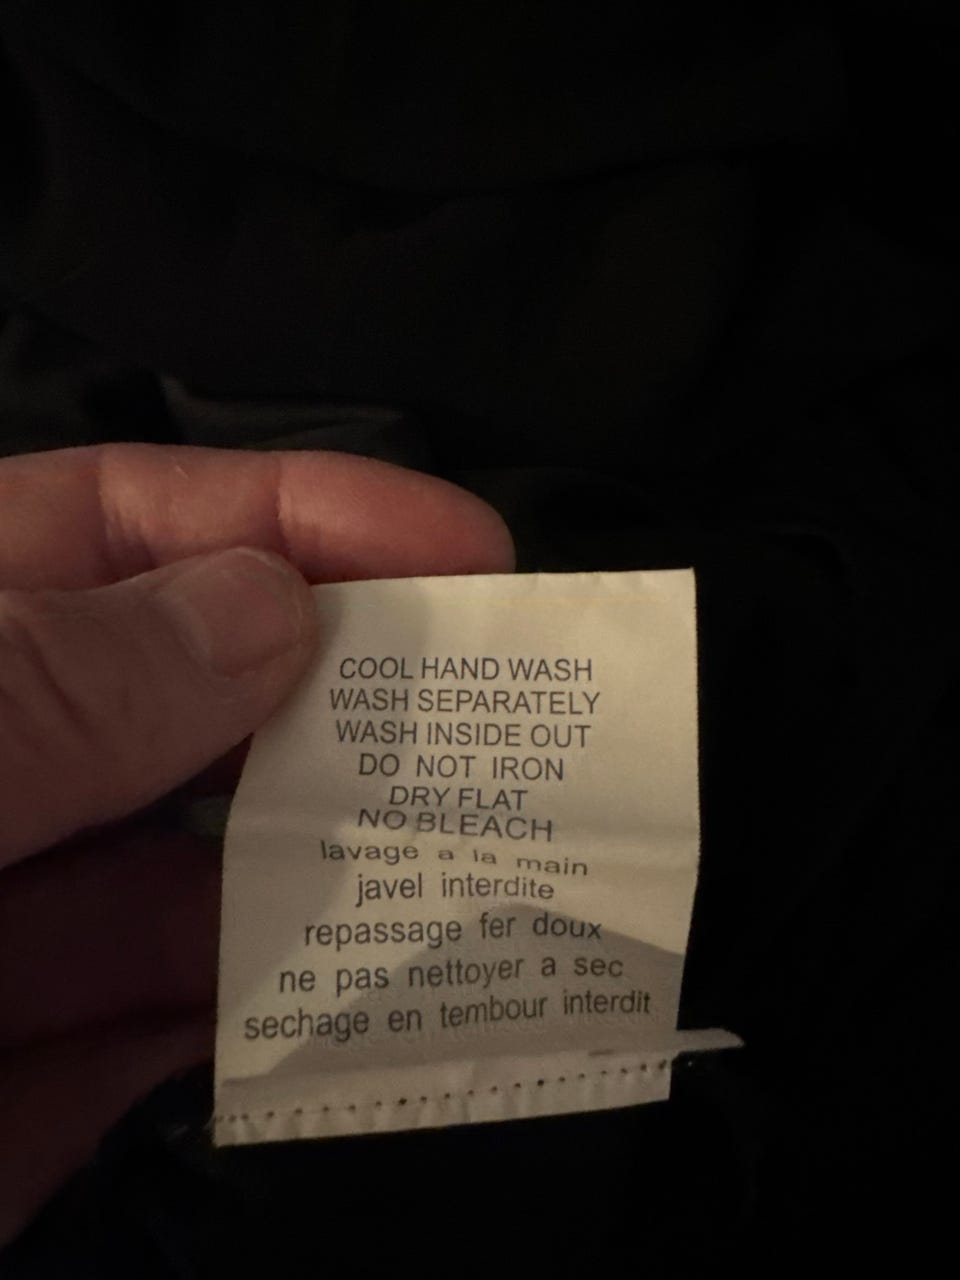 COOL HAND WASH
WASH SEPARATELY
WASH INSIDE OUT
DO NOT IRON
DRY FLAT
NO BLEACH
lavage a la main
javel interdite
repassage fer doux
ne pas nettoyer a sec
sechage en tembour interdit